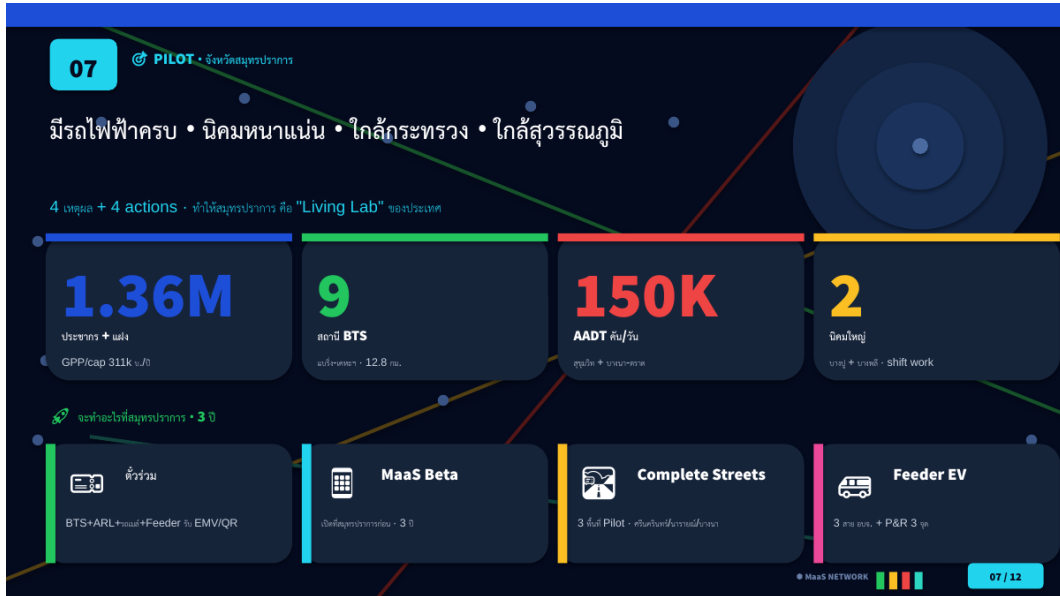 07
PILOT • จังหวัดสมุทรปราการ
มีรถไฟฟ้าครบ • นิคมหนาแน่น • ใกล้กระทรวง • ใกล้สุวรรณภูมิ
4 เหตุผล + 4 actions · ทำให้สมุทรปราการ คือ "Living Lab" ของประเทศ
1.36M
ประชากร + แฝง
GPP/cap 311k บ./ปี
9
สถานี BTS
แบริ่ง-เคหะฯ · 12.8 กม.
150K
AADT คัน/วัน
สุขุมวิท + บางนา-ตราด
2
นิคมใหญ่
บางปู + บางพลี · shift work
จะทำอะไรที่สมุทรปราการ • 3 ปี
ตั๋วร่วม
BTS+ARL+รถเมล์+Feeder รับ EMV/QR
MaaS Beta
เปิดที่สมุทรปราการก่อน · 3 ปี
Complete Streets
3 พื้นที่ Pilot · ศรีนครินทร์/นารายณ์/บางนา
Feeder EV
3 สาย อบจ. + P&R 3 จุด
MaaS NETWORK
07 / 12